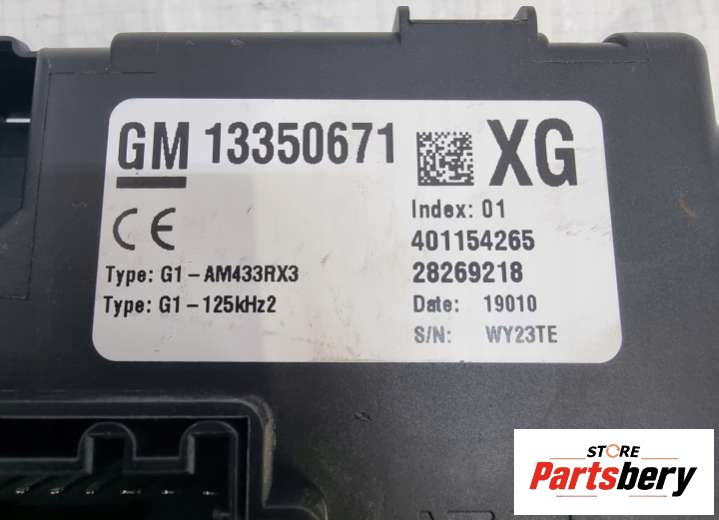 GM 13350671 XG
Index: 01
401154265
28269218
CE
Type: G1-AM433RX3
Type: G1-125kHz2
Date: 19010
S/N: WY23TE
STORE
Partsbery